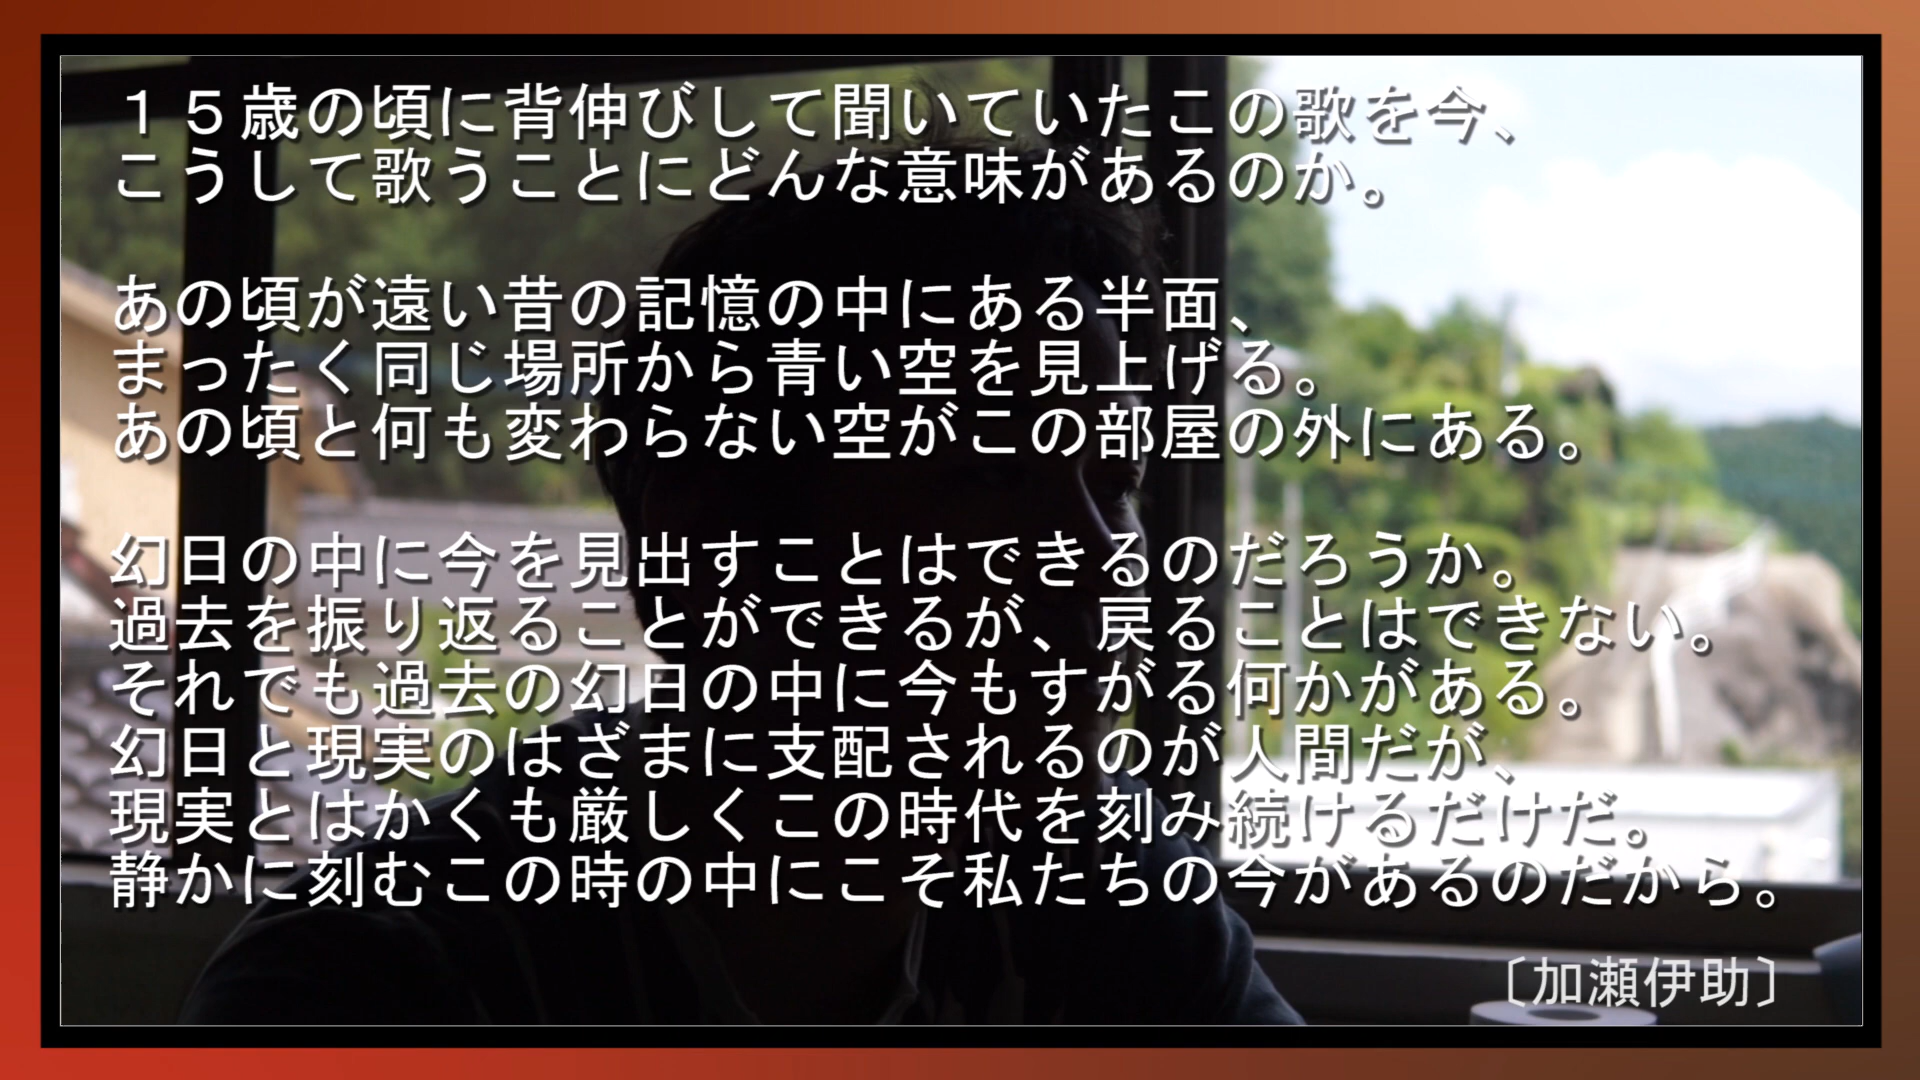 １５歳の頃に背伸びして聞いていたこの歌を今、
こうして歌うことにどんな意味があるのか。
あの頃が遠い昔の記憶の中にある半面、
まったく同じ場所から青い空を見上げる。
あの頃と何も変わらない空がこの部屋の外にある。
幻日の中に今を見出すことはできるのだろうか。
過去を振り返ることができるが、戻ることはできない。
それでも過去の幻日の中に今もすがる何かがある。
幻日と現実のはざまに支配されるのが人間だが、
現実とはかくも厳しくこの時代を刻み続けるだけだ。
静かに刻むこの時の中にこそ私たちの今があるのだから。
〔加瀬伊助〕